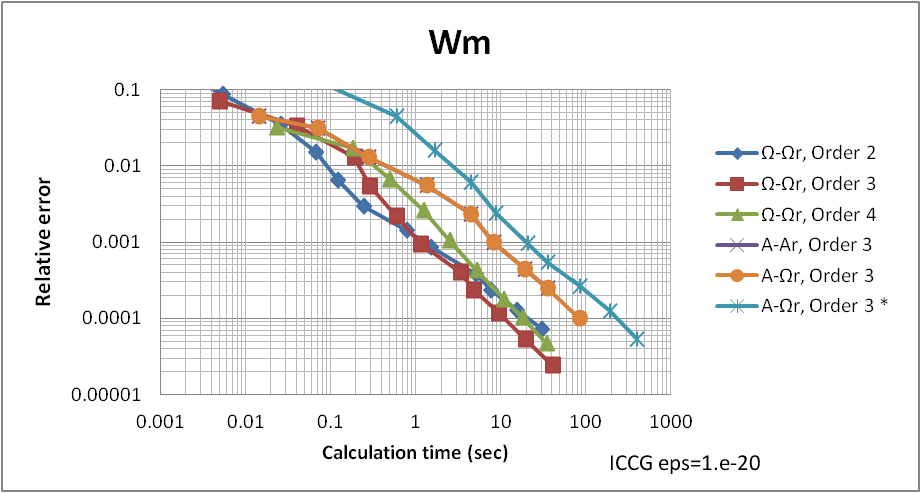 Wm
0.1
0.01
0.001
0.0001
0.00001
Relative error
0.001 0.01 0.1 1 10 100 1000
Calculation time (sec)
ICCG eps=1.e-20
Ω-Ωr, Order 2
Ω-Ωr, Order 3
Ω-Ωr, Order 4
A-Ar, Order 3
A-Ωr, Order 3
A-Ωr, Order 3 *